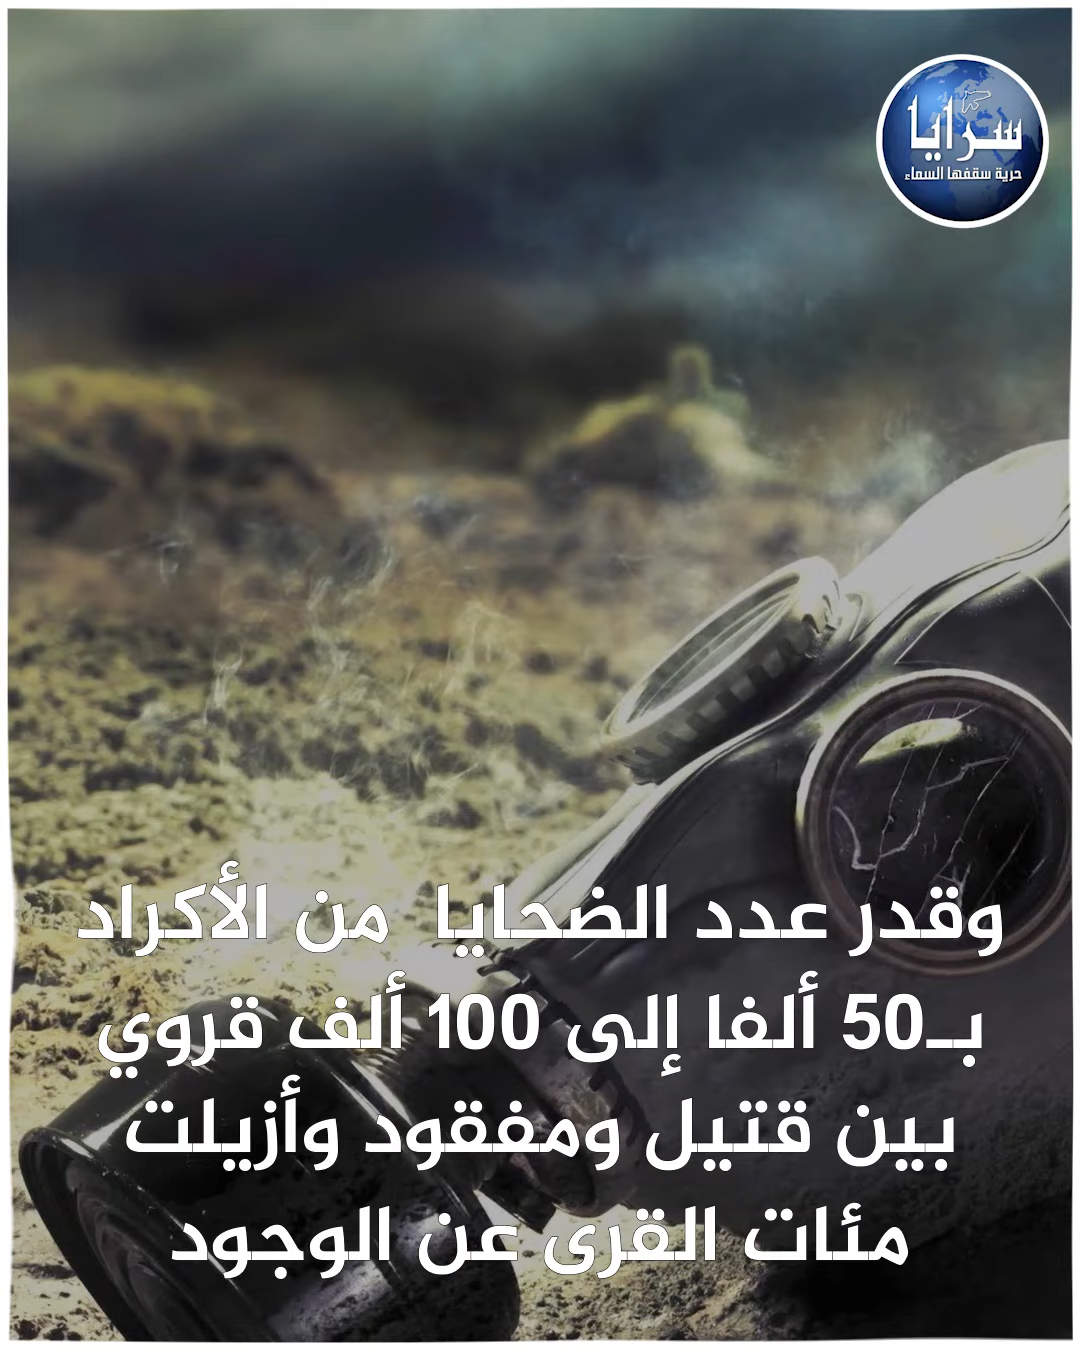 سرايا
حرية سقفها السماء
وقدر عدد الضحايا من الأكراد
بـ50 ألفا إلى 100 ألف قروي
بين قتيل ومفقود وأزيلت
مئات القرى عن الوجود